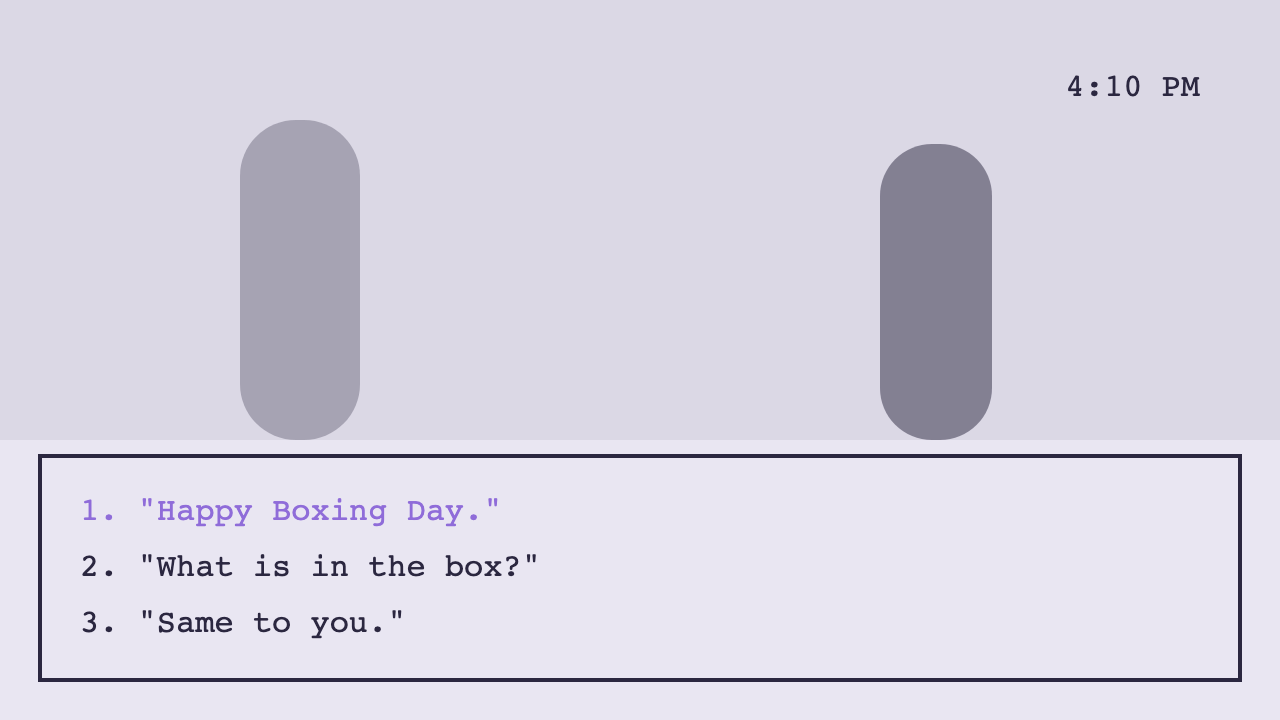 4:10 PM
1. "Happy Boxing Day."
2. "What is in the box?"
3. "Same to you."